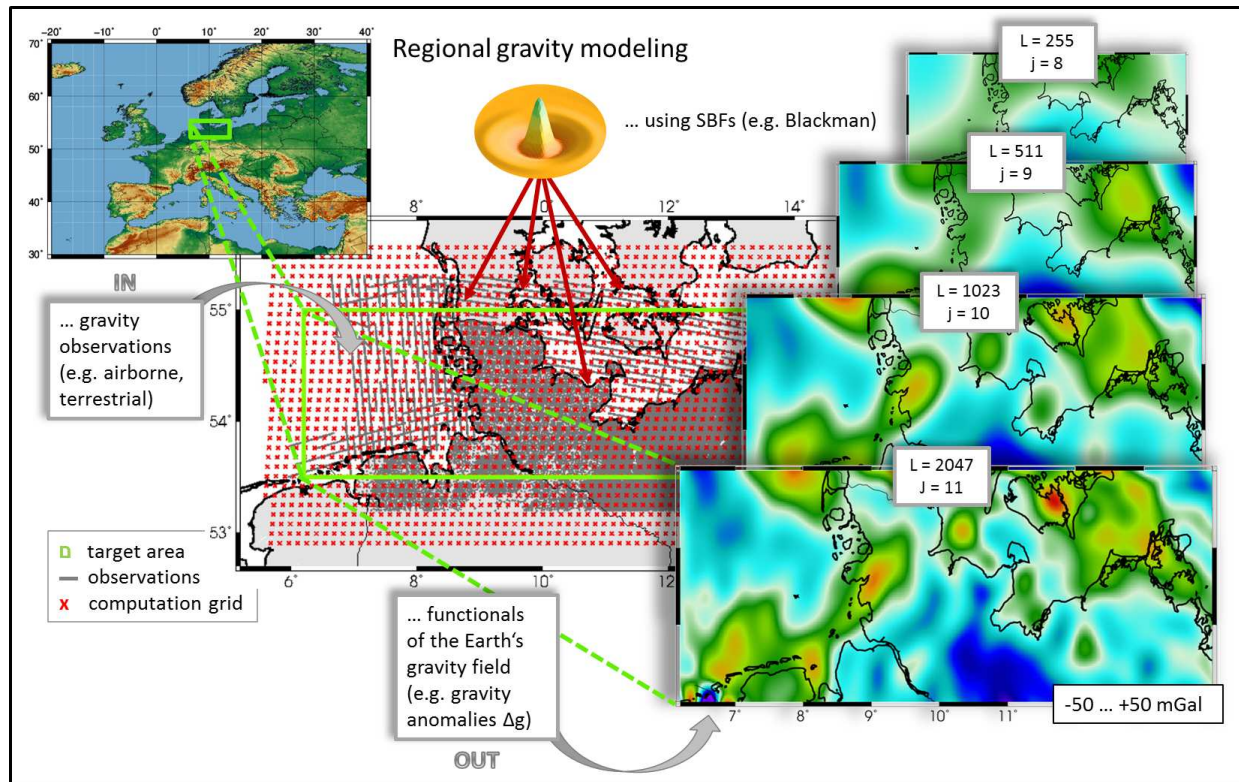 Regional gravity modeling
-20° -10° 0° 10° 20° 30° 40°
70°
60°
50°
40°
30°
... using SBFs (e.g. Blackman)
L = 255
j = 8
L = 511
j = 9
L = 1023
j = 10
L = 2047
J = 11
IN
... gravity
observations
(e.g. airborne,
terrestrial)
8° 10° 12° 14°
55°
54°
53°
6° 8° 10° 12
target area
observations
x computation grid
... functionals
of the Earth‘s
gravity field
(e.g. gravity
anomalies Δg)
OUT
7° 8° 9° 10° 11°
-50 ... +50 mGal